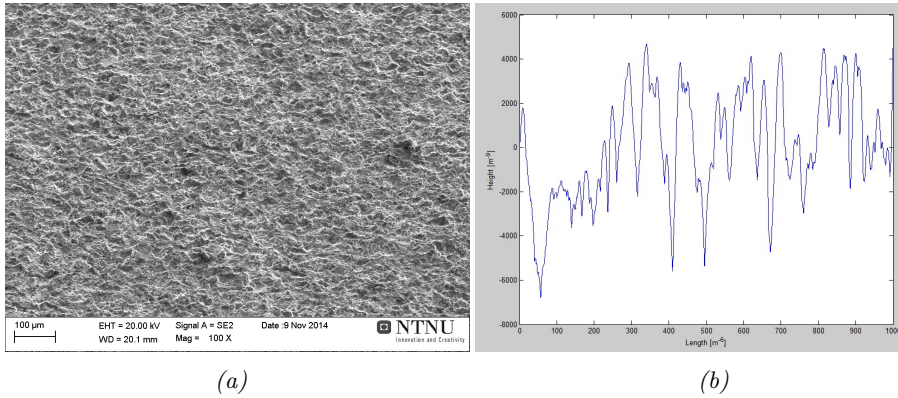 100 µm
EHT = 20.00 kV Signal A = SE2 Date :9 Nov 2014
WD = 20.1 mm Mag = 100 X
NTNU
Innovation and Creativity
(a)
6000
4000
2000
0
-2000
-4000
-6000
-8000
Height [m-9]
0 100 200 300 400 500 600 700 800 900 1000
Length [m-6]
(b)